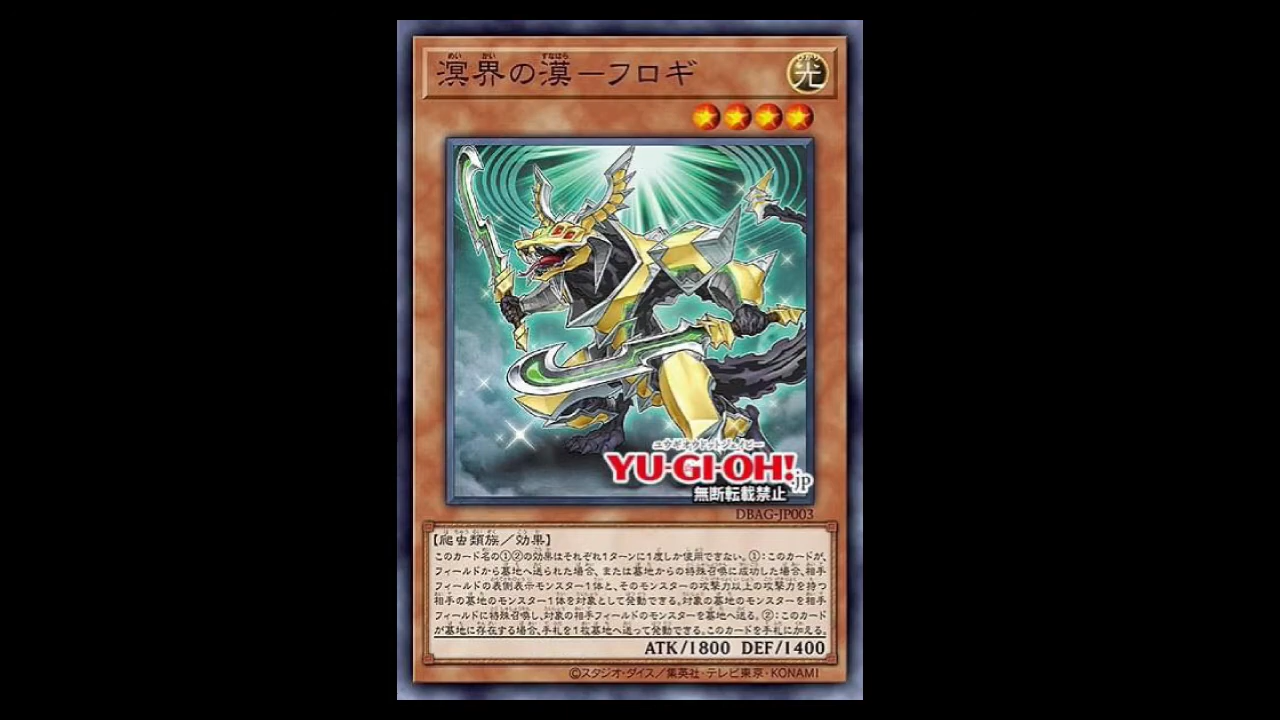 溟界の漠－フロギ
光
ユウギオウドットジェイピー
YU-GI-OH!.jp
無断転載禁止
DBAG-JP003
【爬虫類族／効果】
このカード名の①②の効果はそれぞれ1ターンに1度しか使用できない。①：このカードが、
フィールドから墓地へ送られた場合、または墓地からの特殊召喚に成功した場合、相手
フィールドの表側表示モンスター1体と、そのモンスターの攻撃力以上の攻撃力を持つ
相手の墓地のモンスター1体を対象として発動できる。対象の墓地のモンスターを相手
フィールドに特殊召喚し、対象の相手フィールドのモンスターを墓地へ送る。②：このカード
が墓地に存在する場合、手札を1枚墓地へ送って発動できる。このカードを手札に加える。
ATK/1800 DEF/1400
©スタジオ・ダイス／集英社・テレビ東京・KONAMI